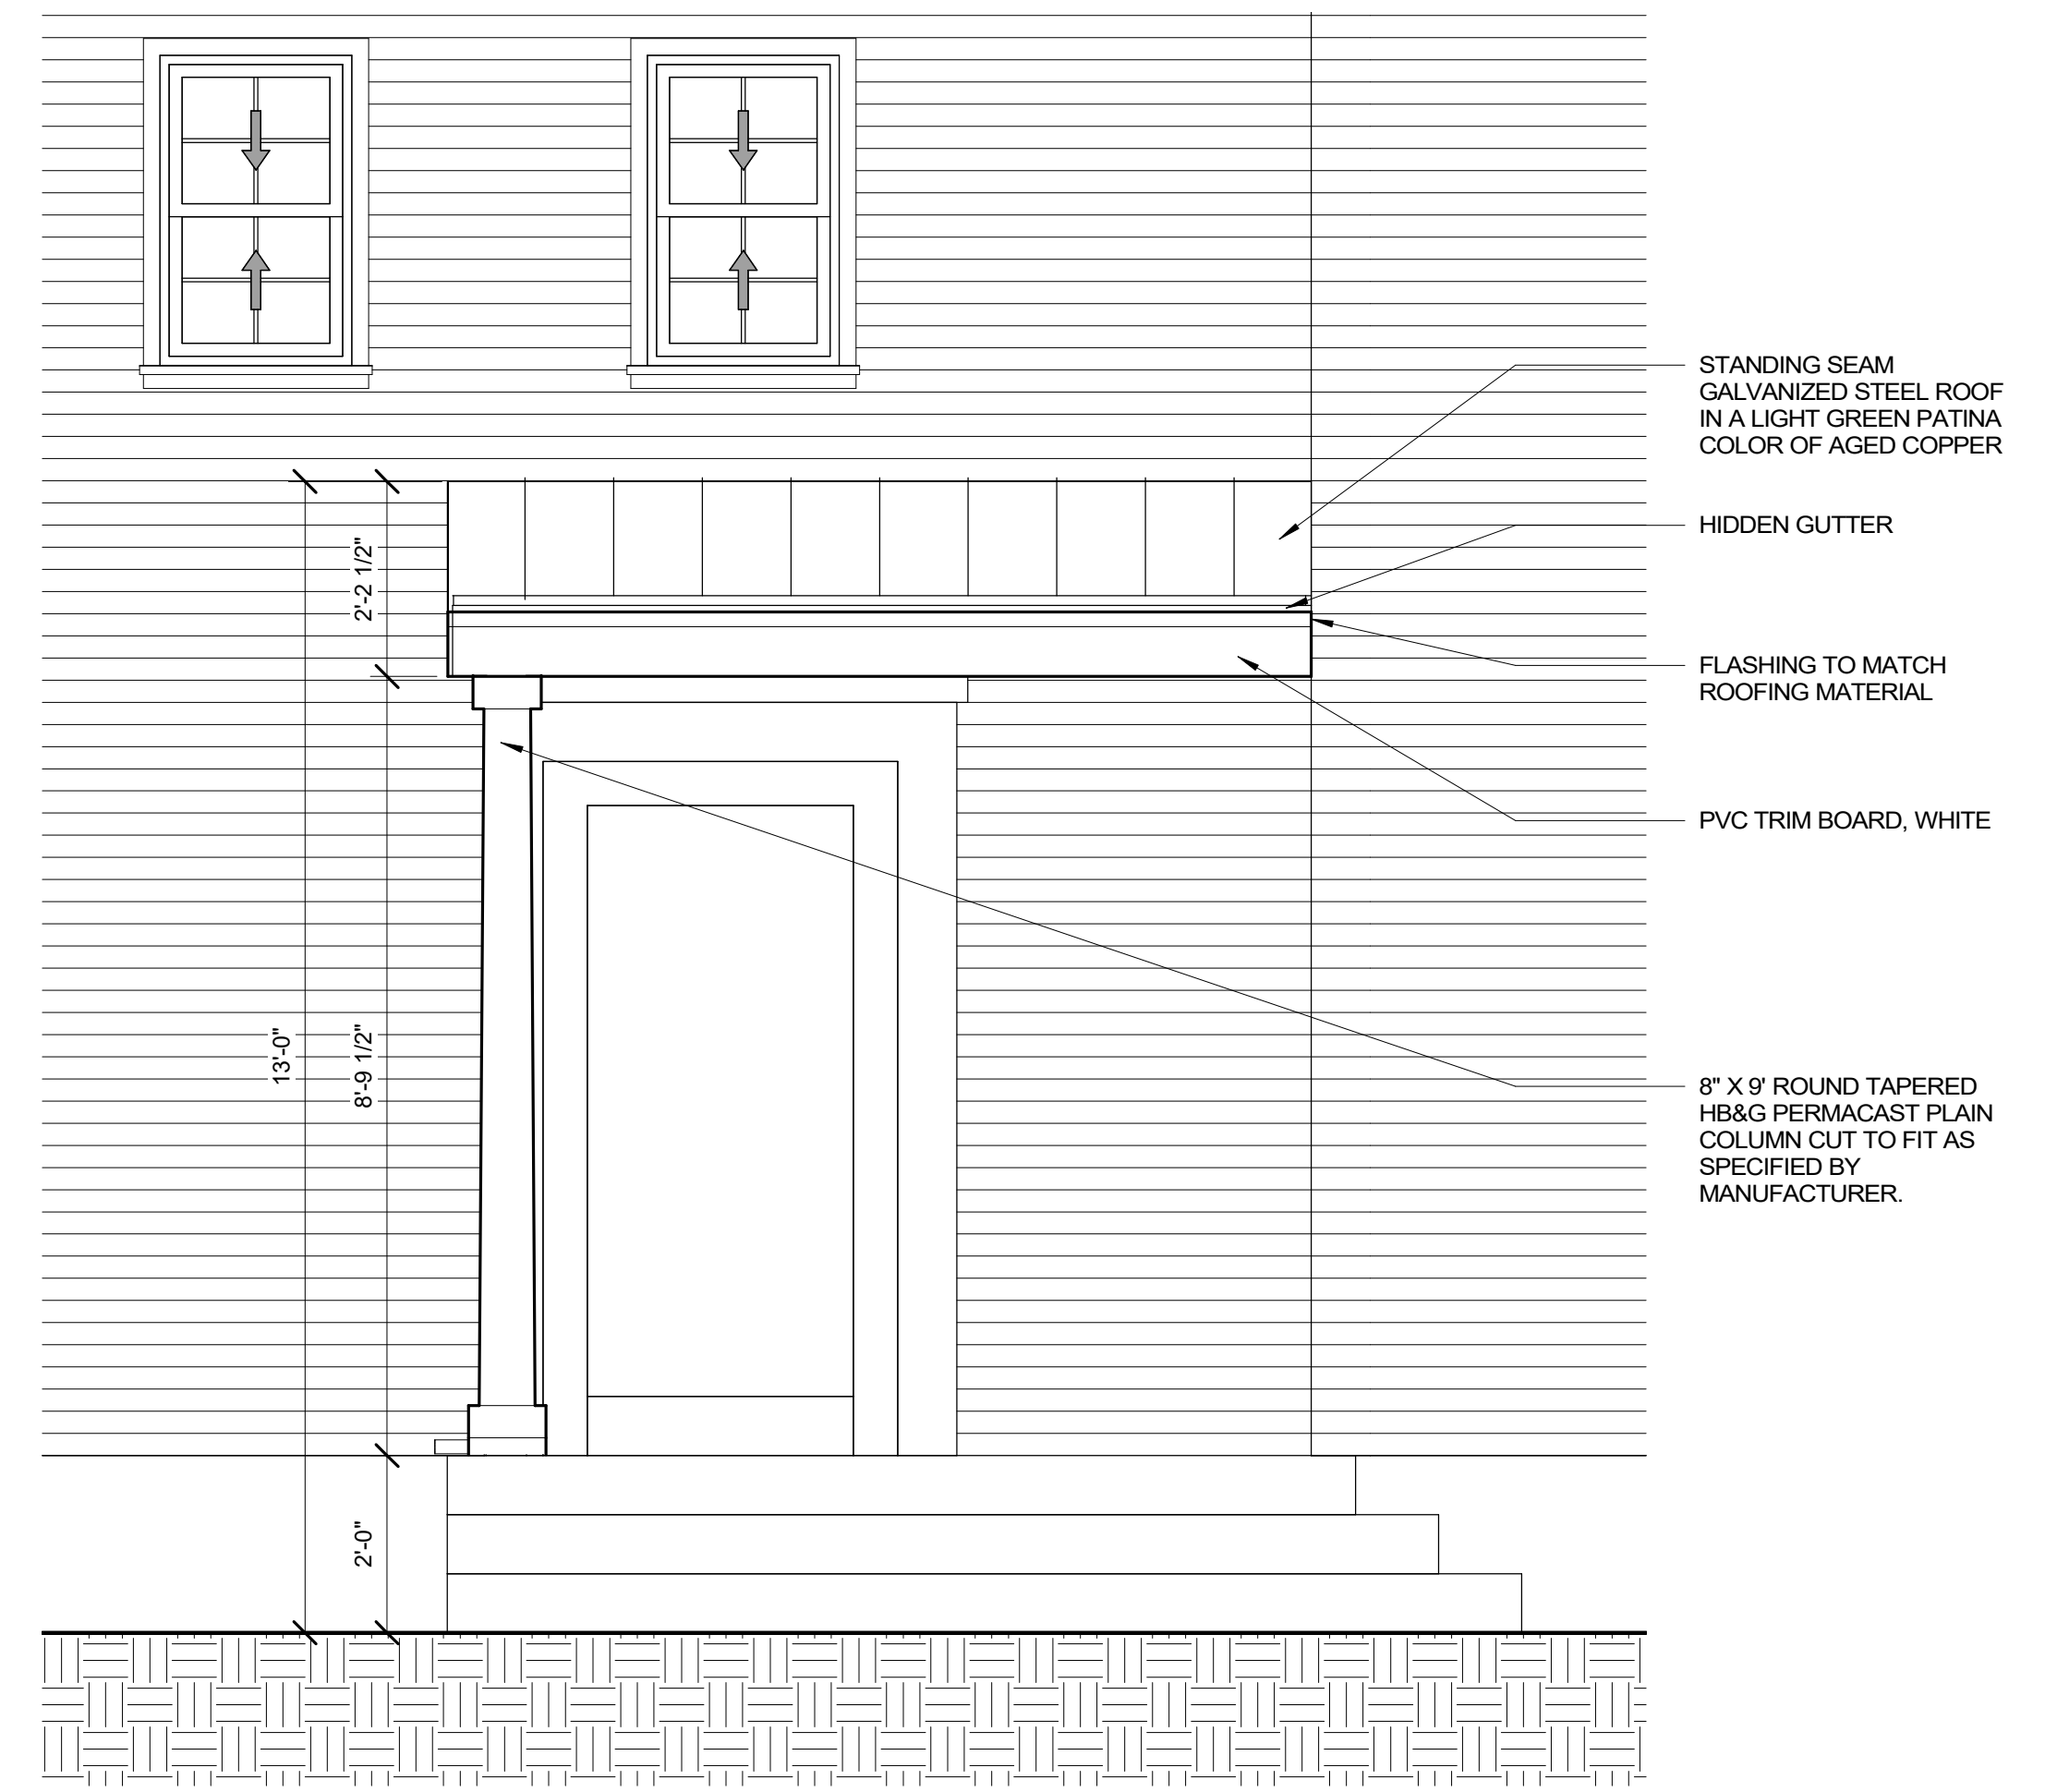 STANDING SEAM
GALVANIZED STEEL ROOF
IN A LIGHT GREEN PATINA
COLOR OF AGED COPPER
HIDDEN GUTTER
2'-2 1/2"
FLASHING TO MATCH
ROOFING MATERIAL
PVC TRIM BOARD, WHITE
13'-0"
8'-9 1/2"
8" X 9' ROUND TAPERED
HB&G PERMACAST PLAIN
COLUMN CUT TO FIT AS
SPECIFIED BY
MANUFACTURER.
2'-0"